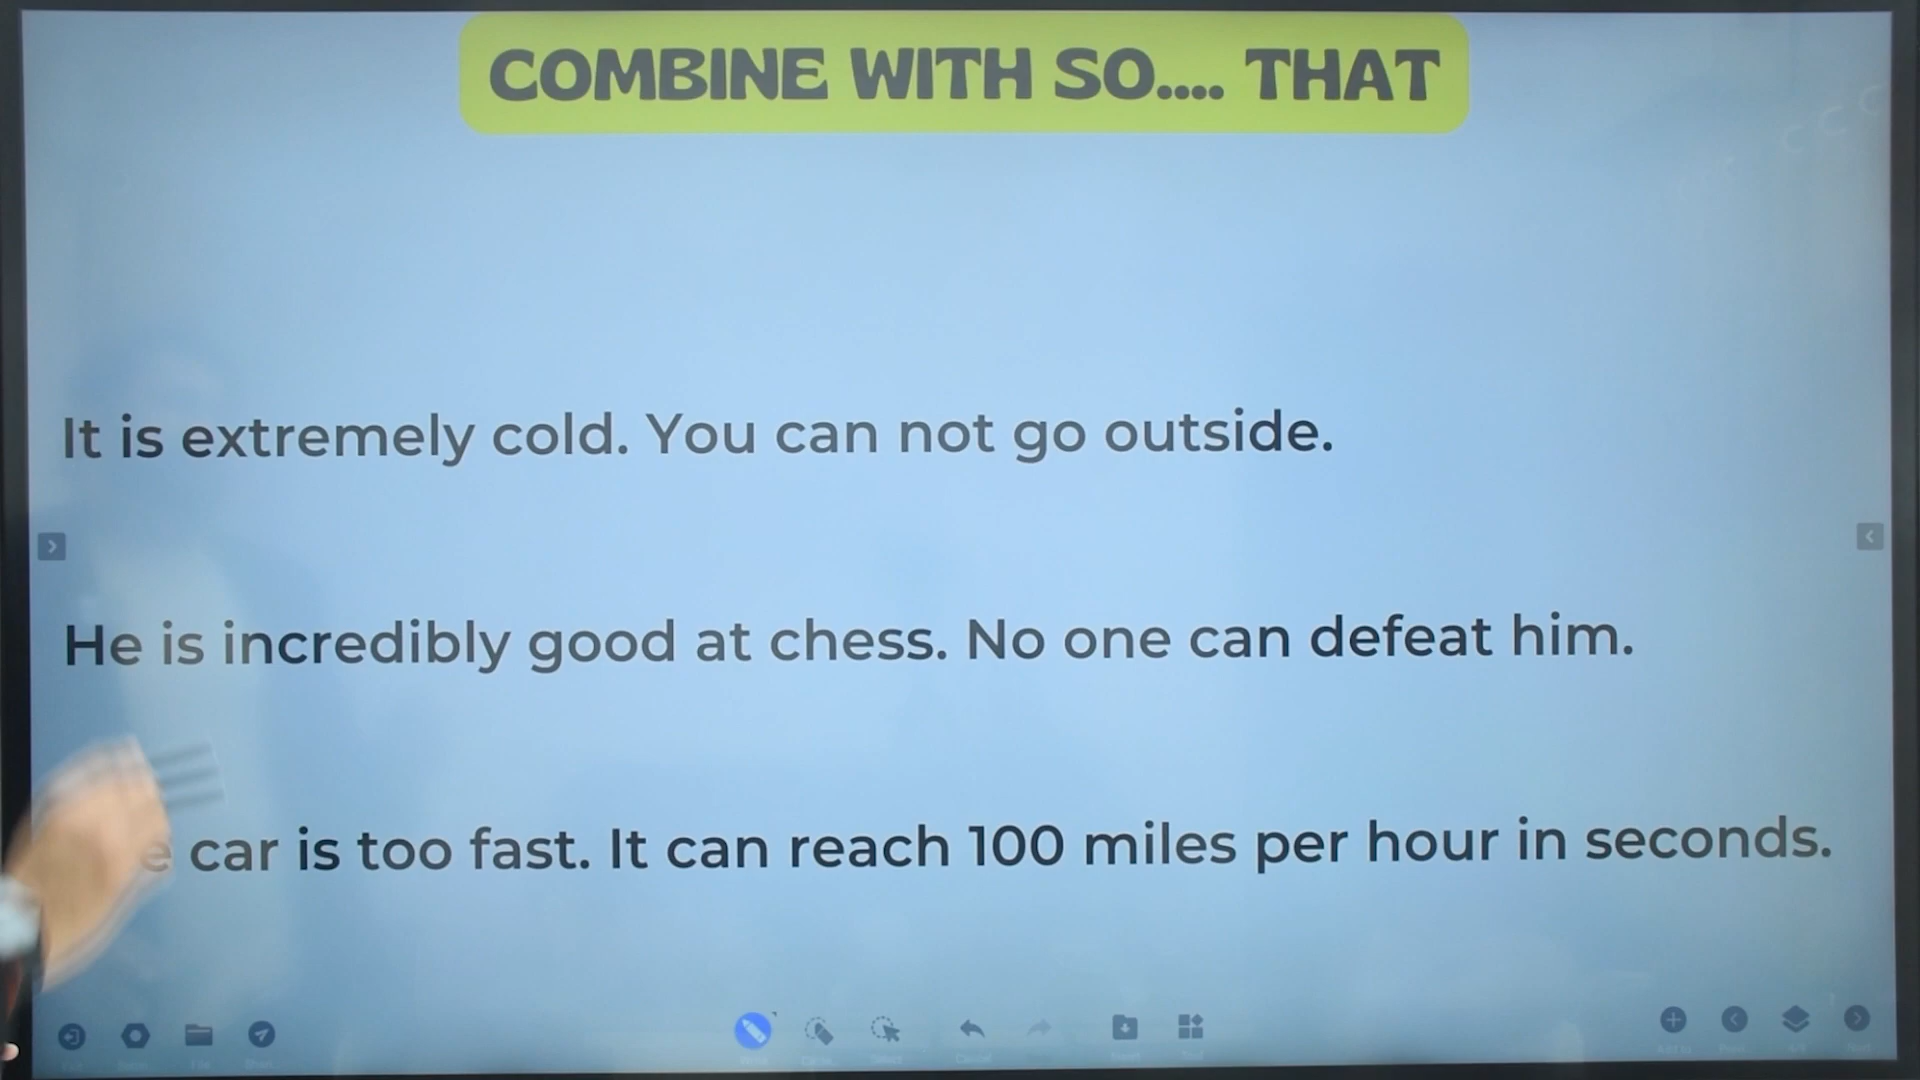 COMBINE WITH SO.... THAT
It is extremely cold. You can not go outside.
He is incredibly good at chess. No one can defeat him.
car is too fast. It can reach 100 miles per hour in seconds.